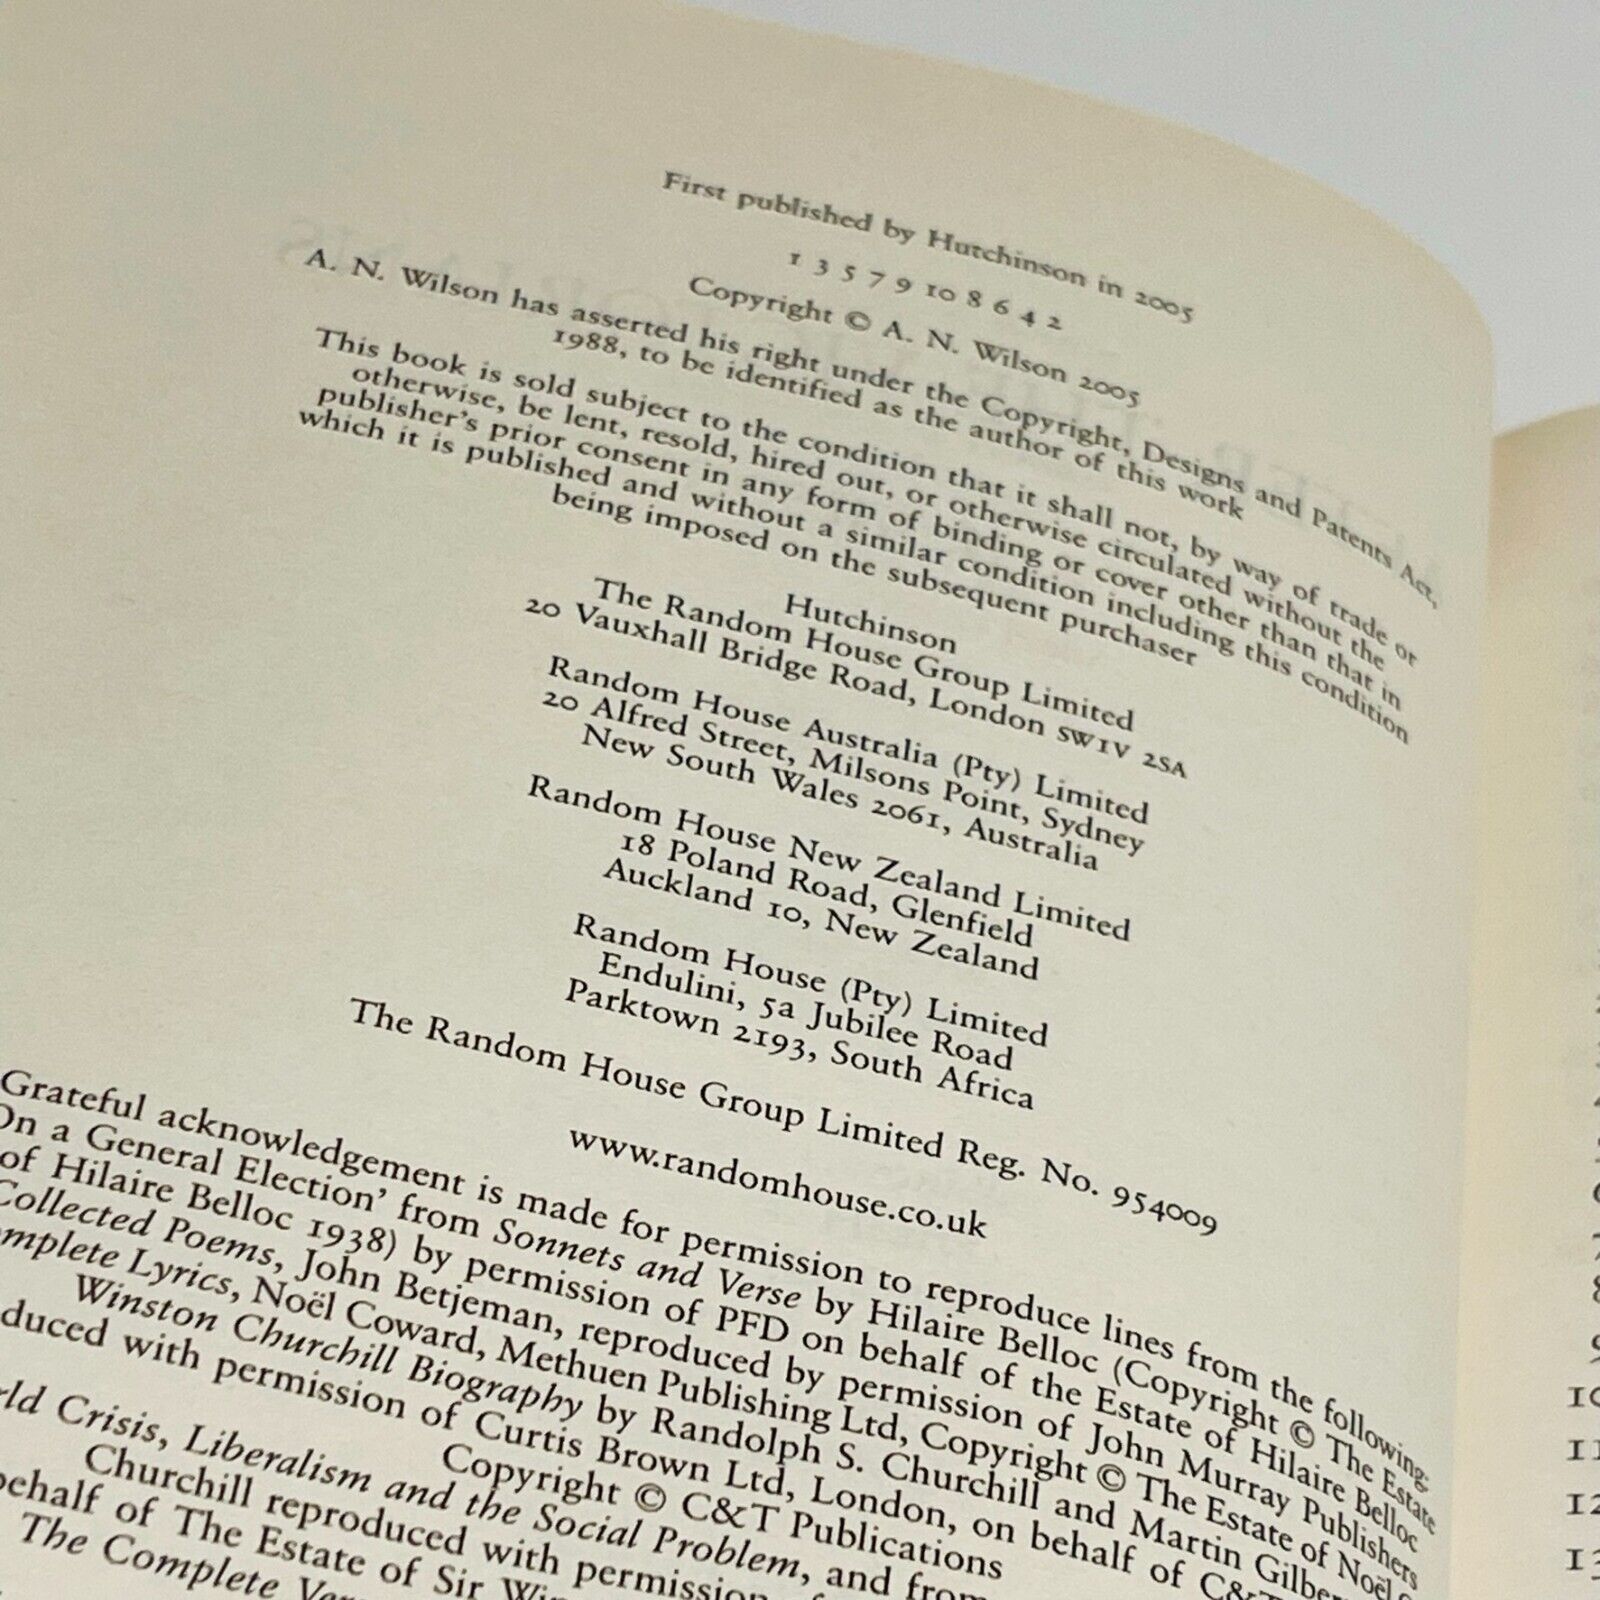 First published by Hutchinson in 2005
1 3 5 7 9 10 8 6 4 2
Copyright © A. N. Wilson 2005
A. N. Wilson has asserted his right under the Copyright, Designs and Patents Act,
1988, to be identified as the author of this work
This book is sold subject to the condition that it shall not, by way of trade or
otherwise, be lent, resold, hired out, or otherwise circulated without the
publisher's prior consent in any form of binding or cover other than that in
which it is published and without a similar condition including this condition
being imposed on the subsequent purchaser
Hutchinson
The Random House Group Limited
20 Vauxhall Bridge Road, London SW1V 2SA
Random House Australia (Pty) Limited
20 Alfred Street, Milsons Point, Sydney
New South Wales 2061, Australia
Random House New Zealand Limited
18 Poland Road, Glenfield
Auckland 10, New Zealand
Random House (Pty) Limited
Endulini, 5a Jubilee Road
Parktown 2193, South Africa
The Random House Group Limited Reg. No. 954009
www.randomhouse.co.uk
Grateful acknowledgement is made for permission to reproduce lines from the following:
On a General Election' from Sonnets and Verse by Hilaire Belloc (Copyright © The Estate
of Hilaire Belloc 1938) by permission of PFD on behalf of the Estate of Hilaire Belloc
Collected Poems, John Betjeman, reproduced by permission of John Murray Publishers
omplete Lyrics, Noël Coward, Methuen Publishing Ltd, Copyright © The Estate of Noël
Winston Churchill Biography by Randolph S. Churchill and Martin Gilber
duced with permission of Curtis Brown Ltd, London, on behalf of C&T
Copyright © C&T Publications
rld Crisis, Liberalism and the Social Problem, and from
Churchill reproduced with permission
behalf of The Estate of Sir Win
The Complete Ver
7
8
9
10
11
12
13